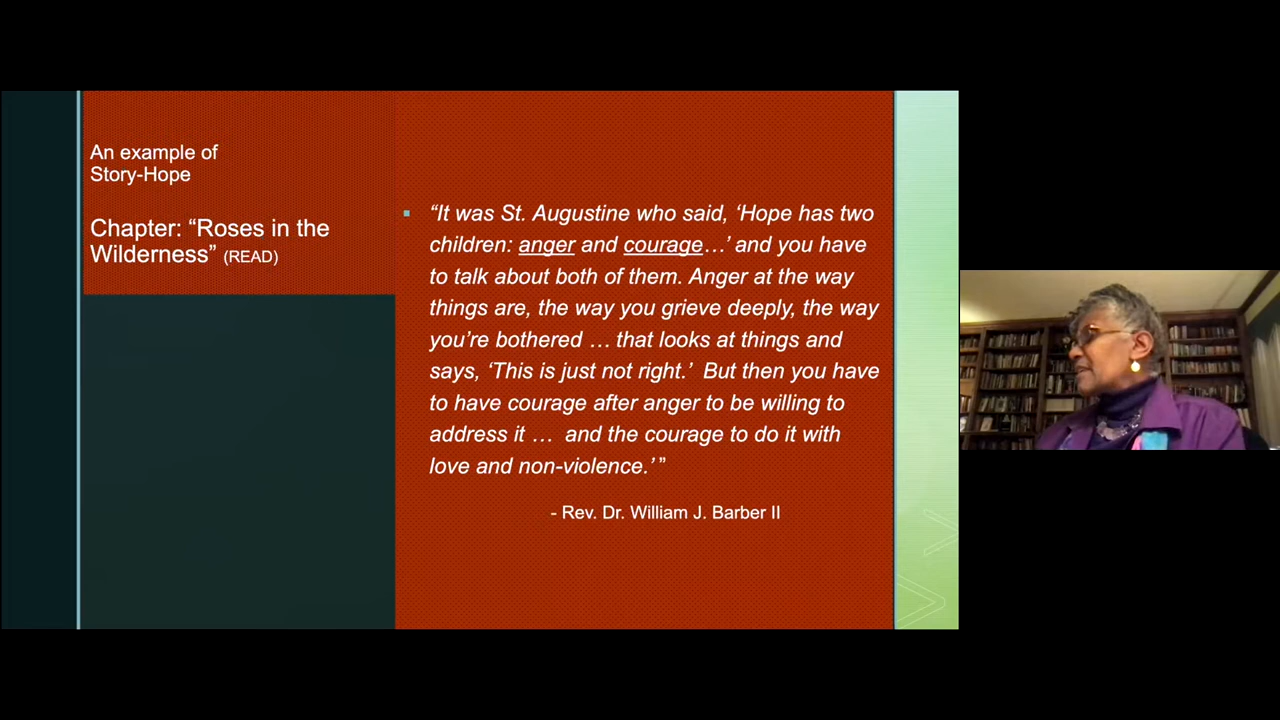 An example of
Story-Hope
Chapter: “Roses in the
Wilderness” (READ)
“It was St. Augustine who said, ‘Hope has two
children: anger and courage…’ and you have
to talk about both of them. Anger at the way
things are, the way you grieve deeply, the way
you’re bothered … that looks at things and
says, ‘This is just not right.’ But then you have
to have courage after anger to be willing to
address it … and the courage to do it with
love and non-violence.’ ”
- Rev. Dr. William J. Barber II